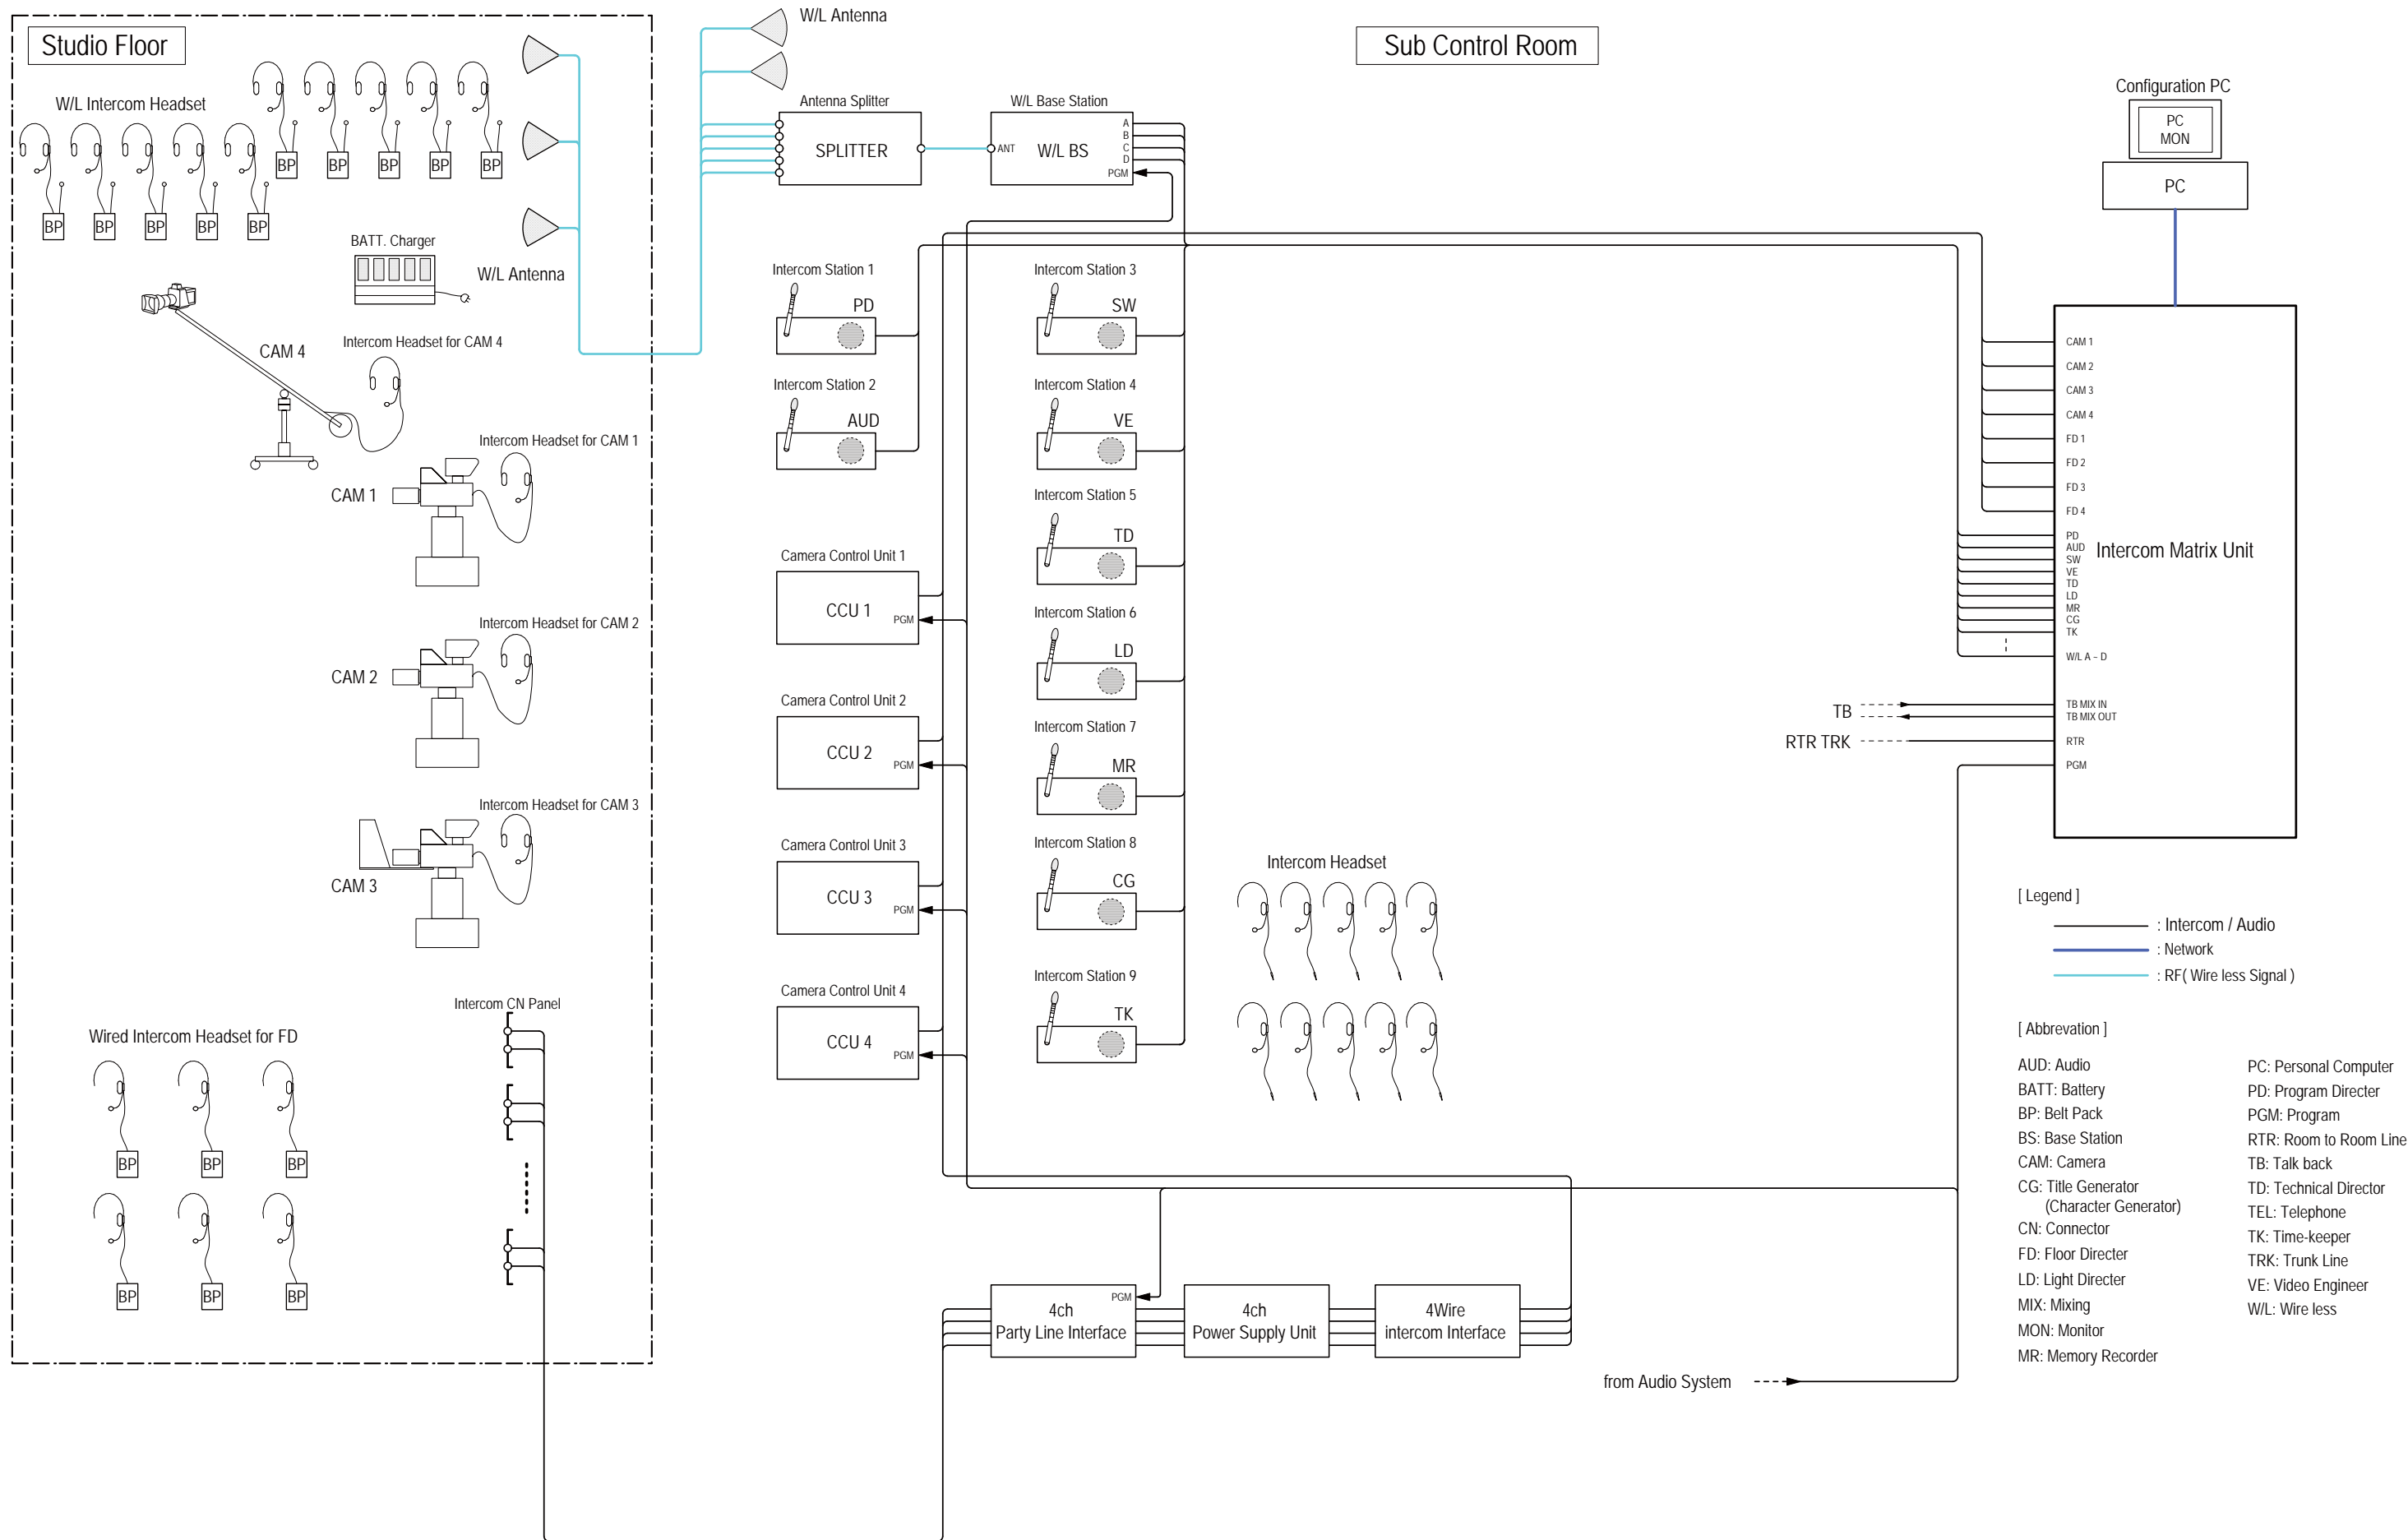 Studio Floor
W/L Intercom Headset
BP
BP
BP
BP
BP
BP
BP
BP
BP
BP
BATT. Charger
W/L Antenna
CAM 4
Intercom Headset for CAM 4
Intercom Headset for CAM 1
CAM 1
Intercom Headset for CAM 2
CAM 2
Intercom Headset for CAM 3
CAM 3
Intercom CN Panel
Wired Intercom Headset for FD
BP
BP
BP
BP
BP
BP
W/L Antenna
Sub Control Room
Antenna Splitter
SPLITTER
W/L Base Station
ANT
W/L BS
A
B
C
D
PGM
Intercom Station 1
PD
Intercom Station 2
AUD
Intercom Station 3
SW
Intercom Station 4
VE
Intercom Station 5
TD
Intercom Station 6
LD
Intercom Station 7
MR
Intercom Station 8
CG
Intercom Station 9
TK
Camera Control Unit 1
CCU 1
PGM
Camera Control Unit 2
CCU 2
PGM
Camera Control Unit 3
CCU 3
PGM
Camera Control Unit 4
CCU 4
PGM
Intercom Headset
PGM
4ch
Party Line Interface
4ch
Power Supply Unit
4Wire
intercom Interface
from Audio System
Configuration PC
PC
MON
PC
CAM 1
CAM 2
CAM 3
CAM 4
FD 1
FD 2
FD 3
FD 4
PD
AUD
SW
VE
TD
LD
MR
CG
TK
W/L A – D
Intercom Matrix Unit
TB
TB MIX IN
TB MIX OUT
RTR TRK
RTR
PGM
[ Legend ]
: Intercom / Audio
: Network
: RF( Wire less Signal )
[ Abbrevation ]
AUD: Audio
BATT: Battery
BP: Belt Pack
BS: Base Station
CAM: Camera
CG: Title Generator
(Character Generator)
CN: Connector
FD: Floor Directer
LD: Light Directer
MIX: Mixing
MON: Monitor
MR: Memory Recorder
PC: Personal Computer
PD: Program Directer
PGM: Program
RTR: Room to Room Line
TB: Talk back
TD: Technical Director
TEL: Telephone
TK: Time-keeper
TRK: Trunk Line
VE: Video Engineer
W/L: Wire less